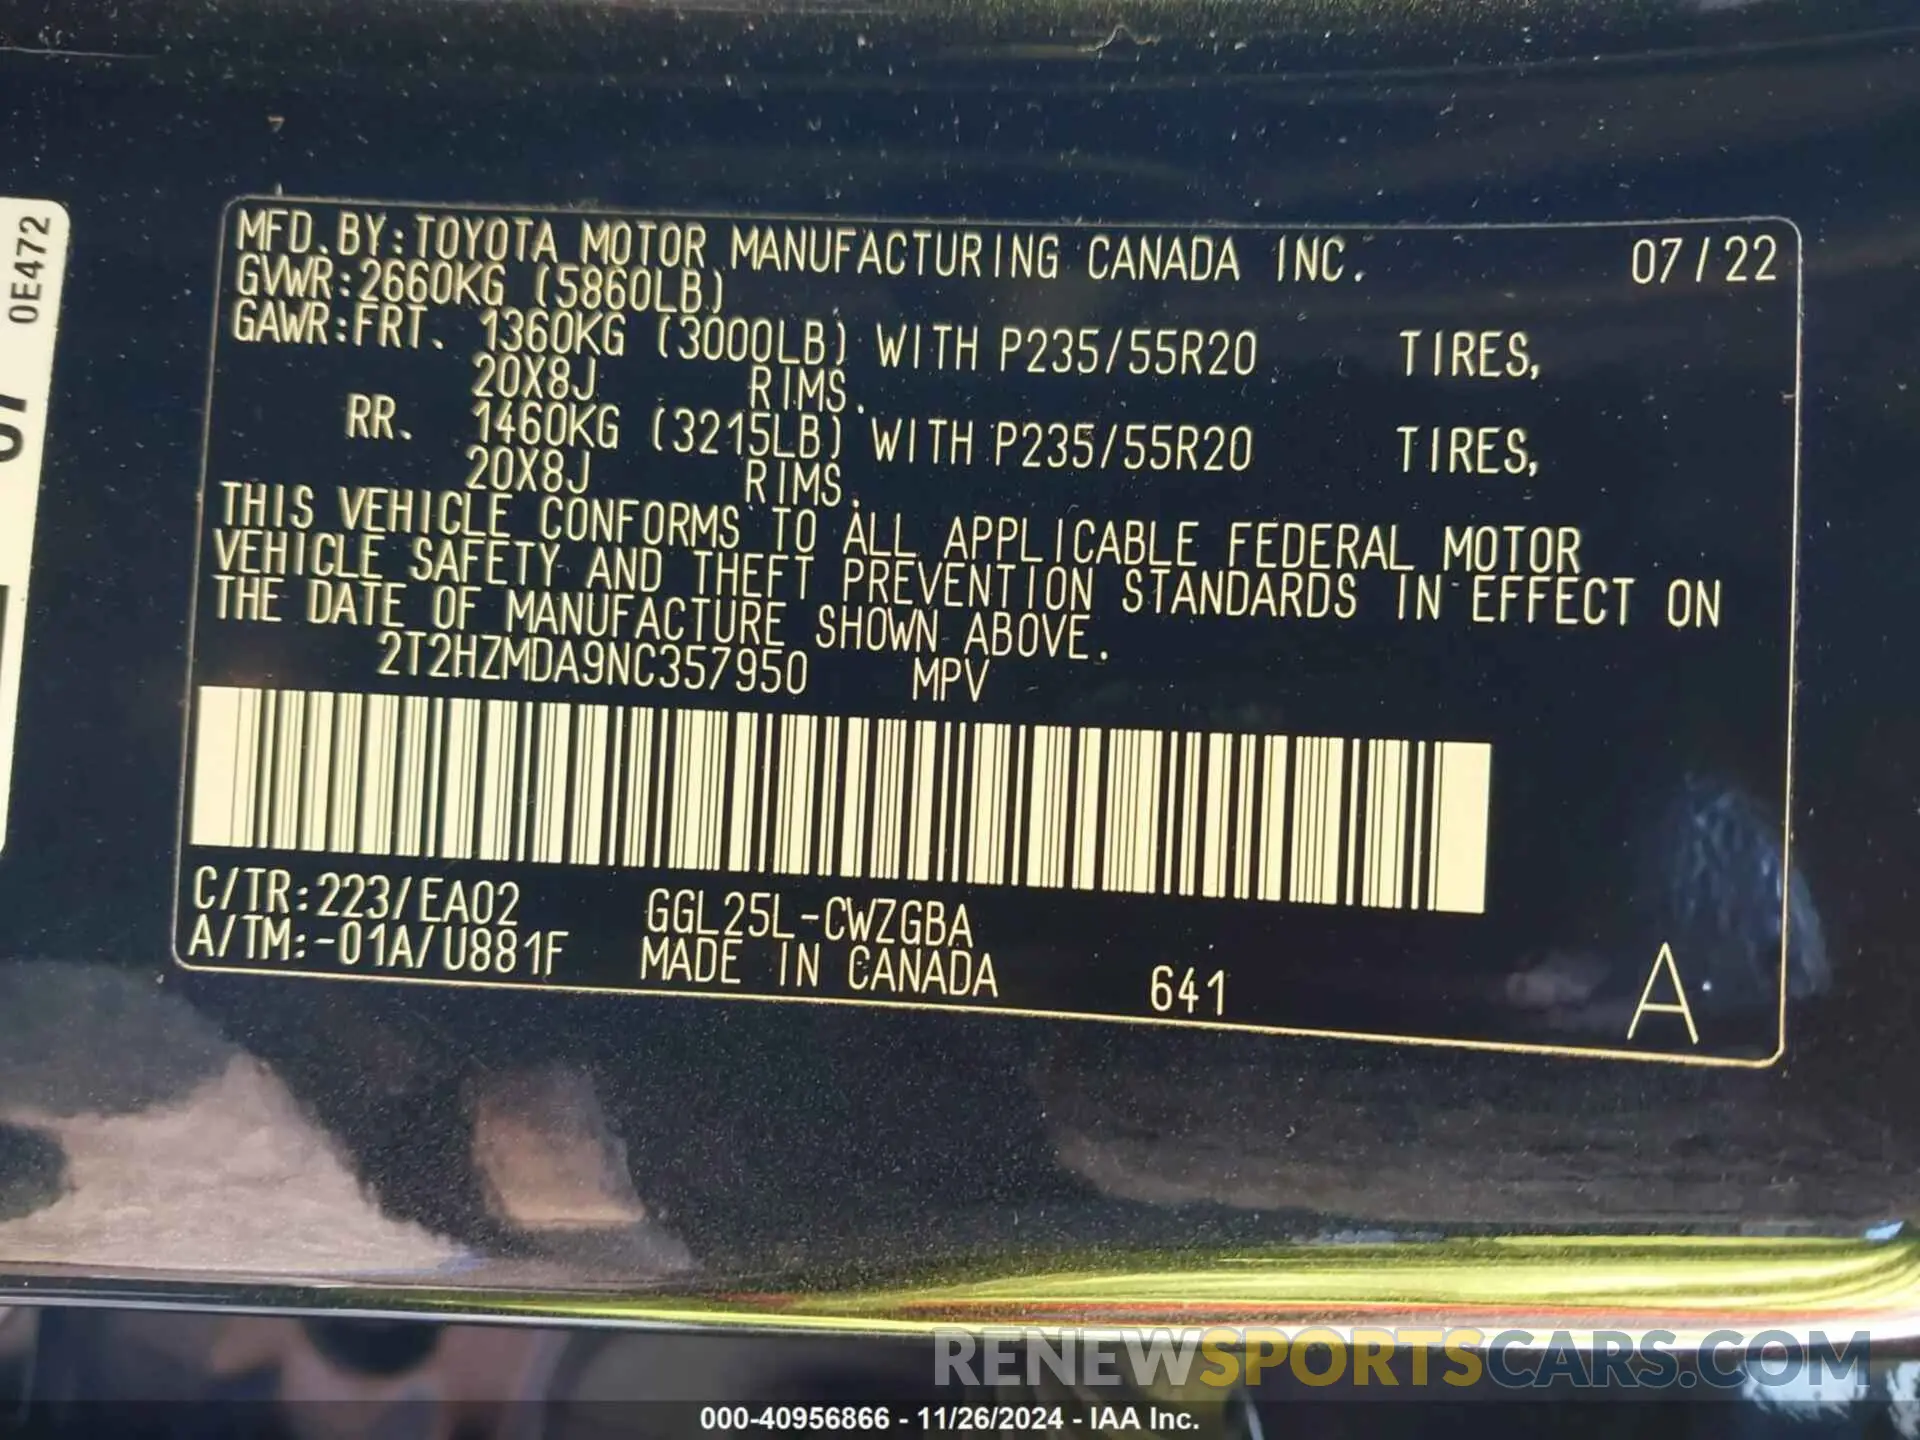 0E472
07
MFD.BY:TOYOTA MOTOR MANUFACTURING CANADA INC. 07/22
GVWR:2660KG (5860LB)
GAWR:FRT. 1360KG (3000LB) WITH P235/55R20 TIRES,
20X8J RIMS.
RR. 1460KG (3215LB) WITH P235/55R20 TIRES,
20X8J RIMS.
THIS VEHICLE CONFORMS TO ALL APPLICABLE FEDERAL MOTOR
VEHICLE SAFETY AND THEFT PREVENTION STANDARDS IN EFFECT ON
THE DATE OF MANUFACTURE SHOWN ABOVE.
2T2HZMDA9NC357950 MPV
C/TR:223/EA02 GGL25L-CWZGBA
A/TM:-01A/U881F MADE IN CANADA 641 A
RENEWSPORTSCARS.COM
000-40956866 - 11/26/2024 - IAA Inc.